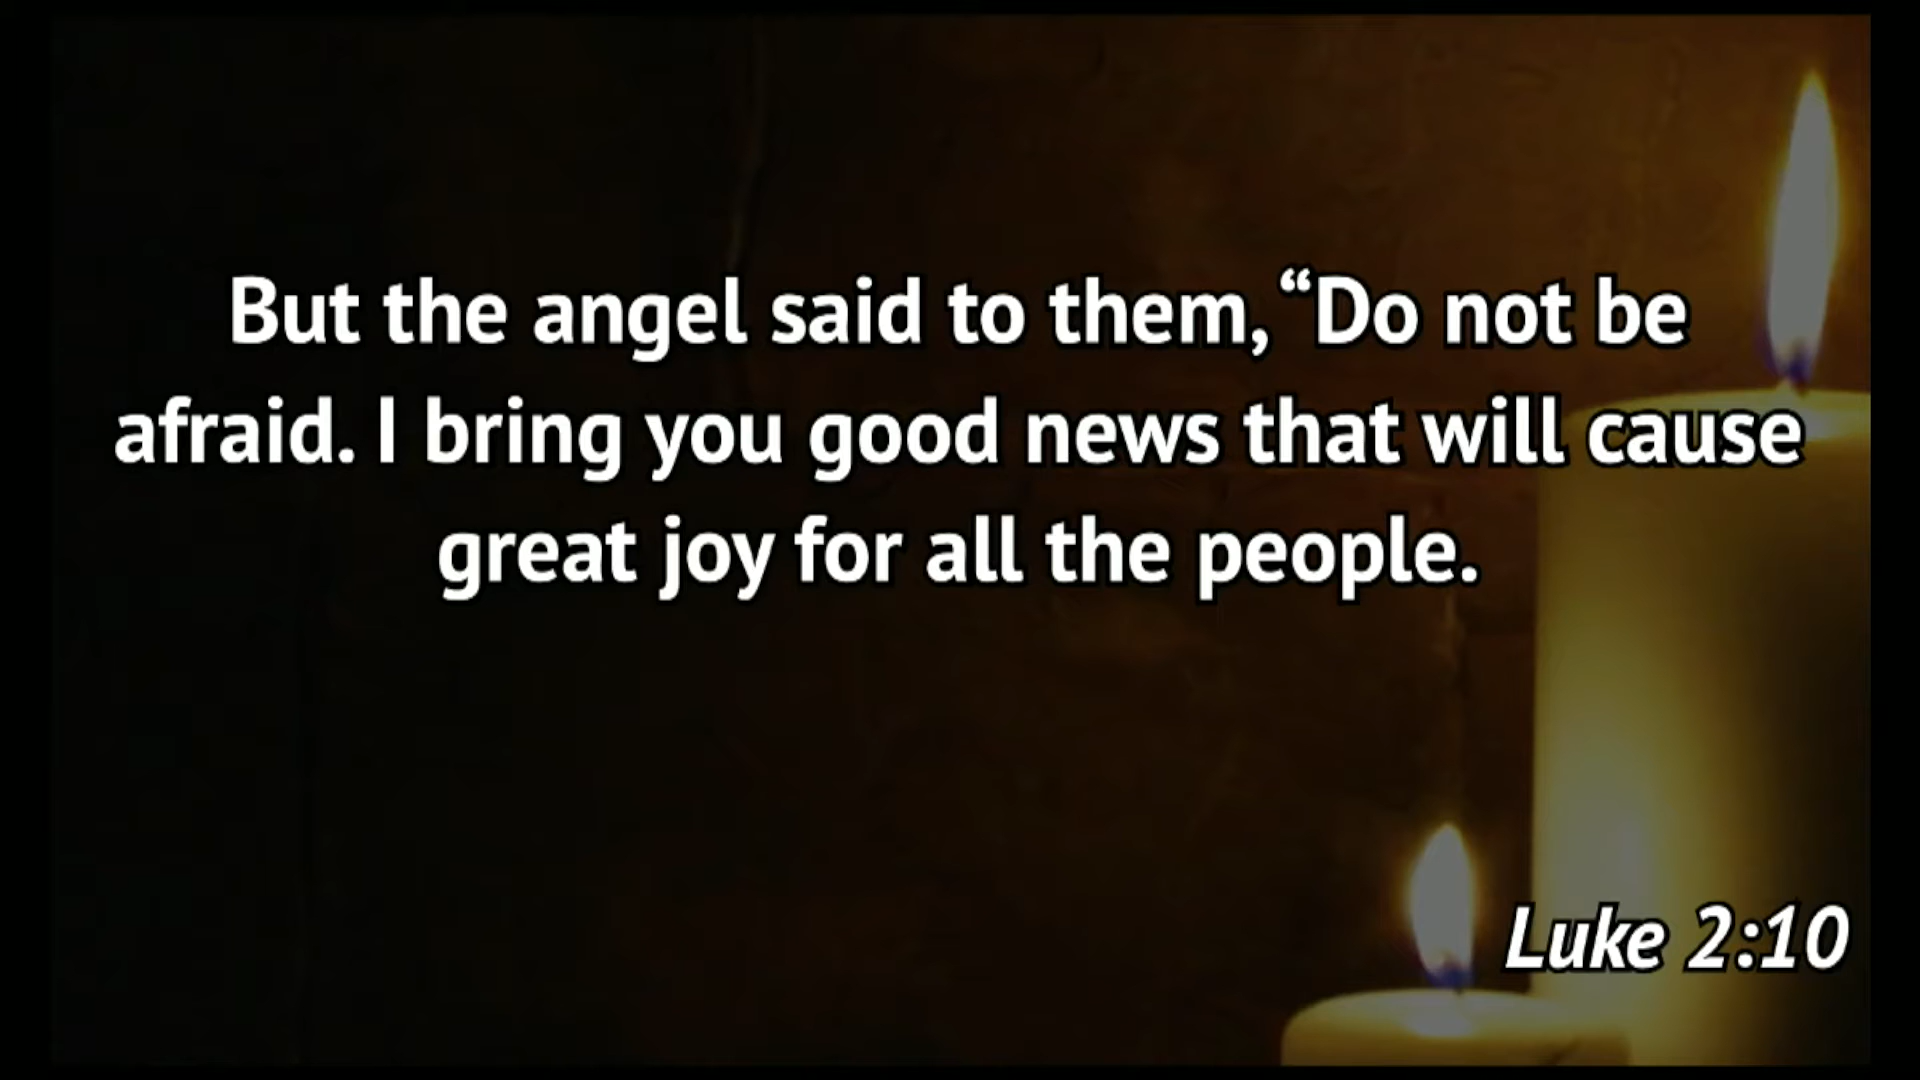 But the angel said to them, “Do not be
afraid. I bring you good news that will cause
great joy for all the people.
Luke 2:10